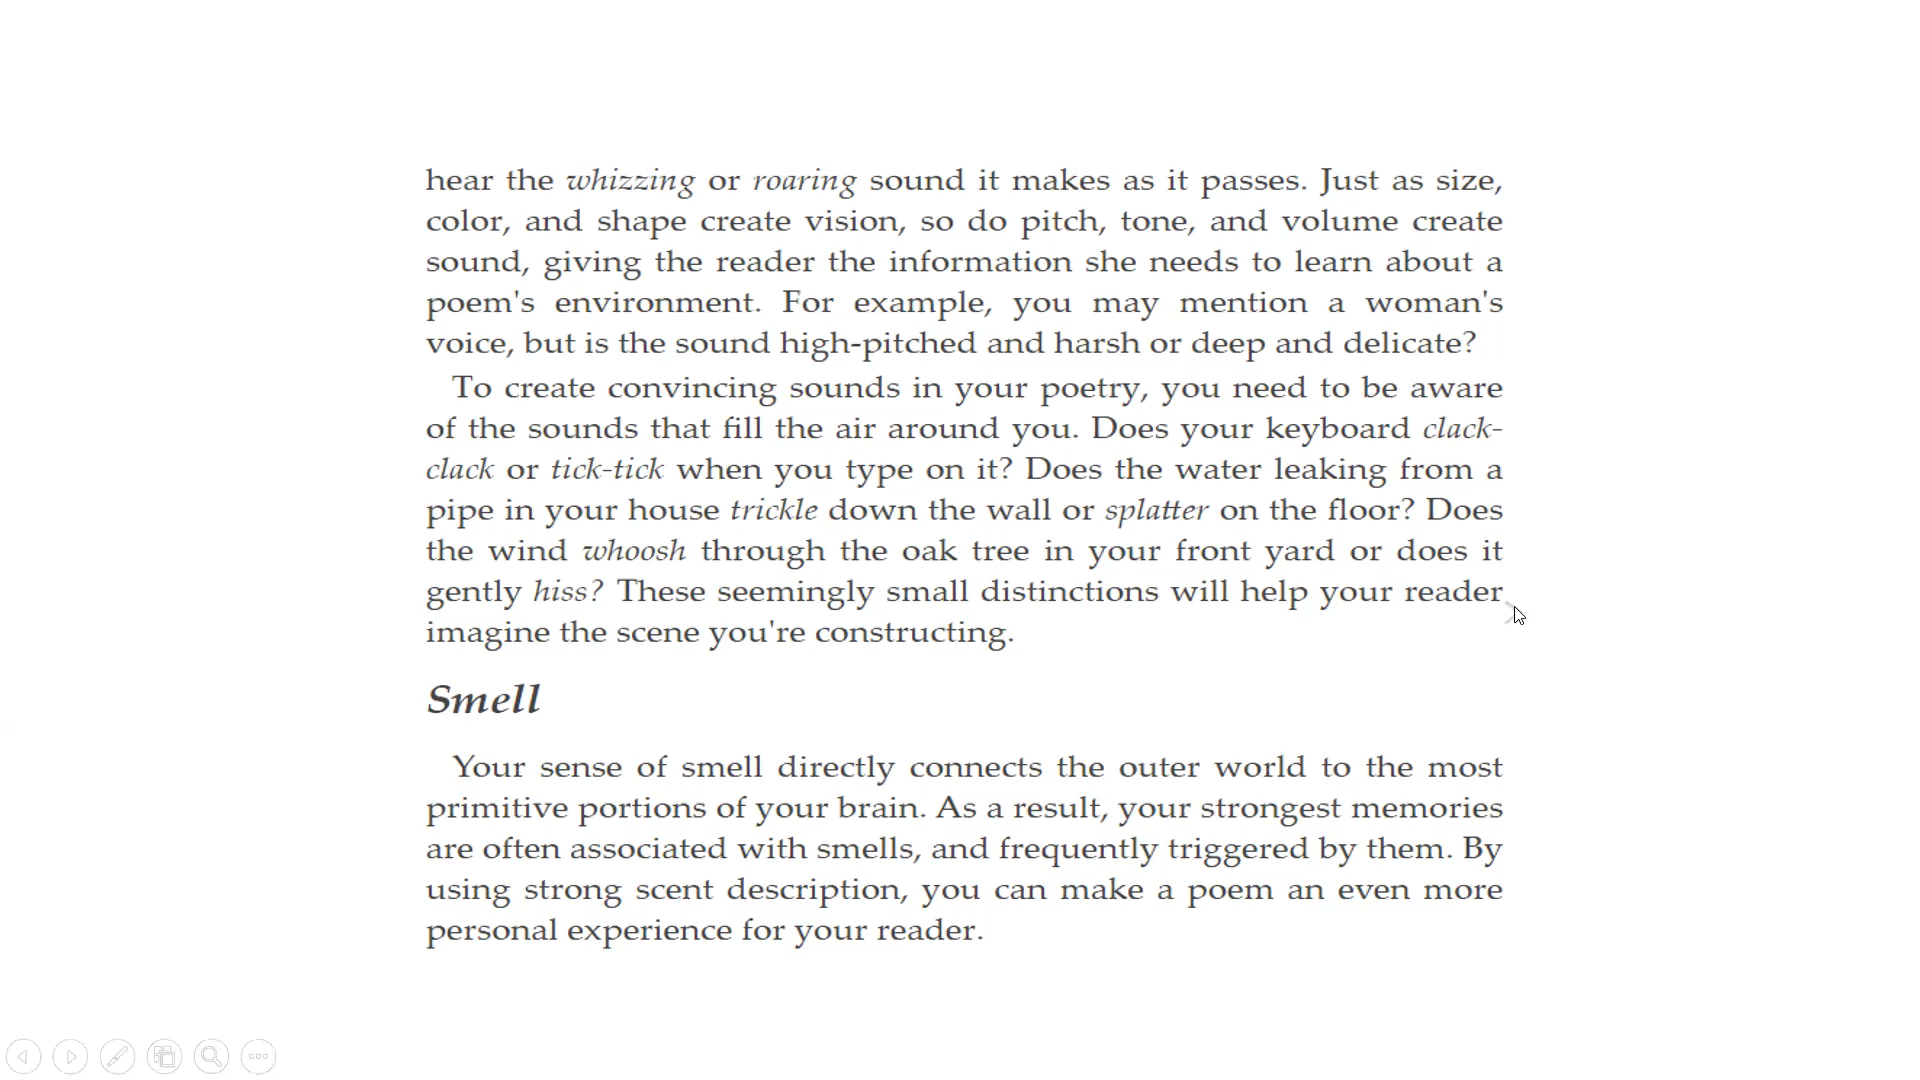 hear the whizzing or roaring sound it makes as it passes. Just as size,
color, and shape create vision, so do pitch, tone, and volume create
sound, giving the reader the information she needs to learn about a
poem's environment. For example, you may mention a woman's
voice, but is the sound high-pitched and harsh or deep and delicate?
To create convincing sounds in your poetry, you need to be aware
of the sounds that fill the air around you. Does your keyboard clack-
clack or tick-tick when you type on it? Does the water leaking from a
pipe in your house trickle down the wall or splatter on the floor? Does
the wind whoosh through the oak tree in your front yard or does it
gently hiss? These seemingly small distinctions will help your reader
imagine the scene you're constructing.
Smell
Your sense of smell directly connects the outer world to the most
primitive portions of your brain. As a result, your strongest memories
are often associated with smells, and frequently triggered by them. By
using strong scent description, you can make a poem an even more
personal experience for your reader.